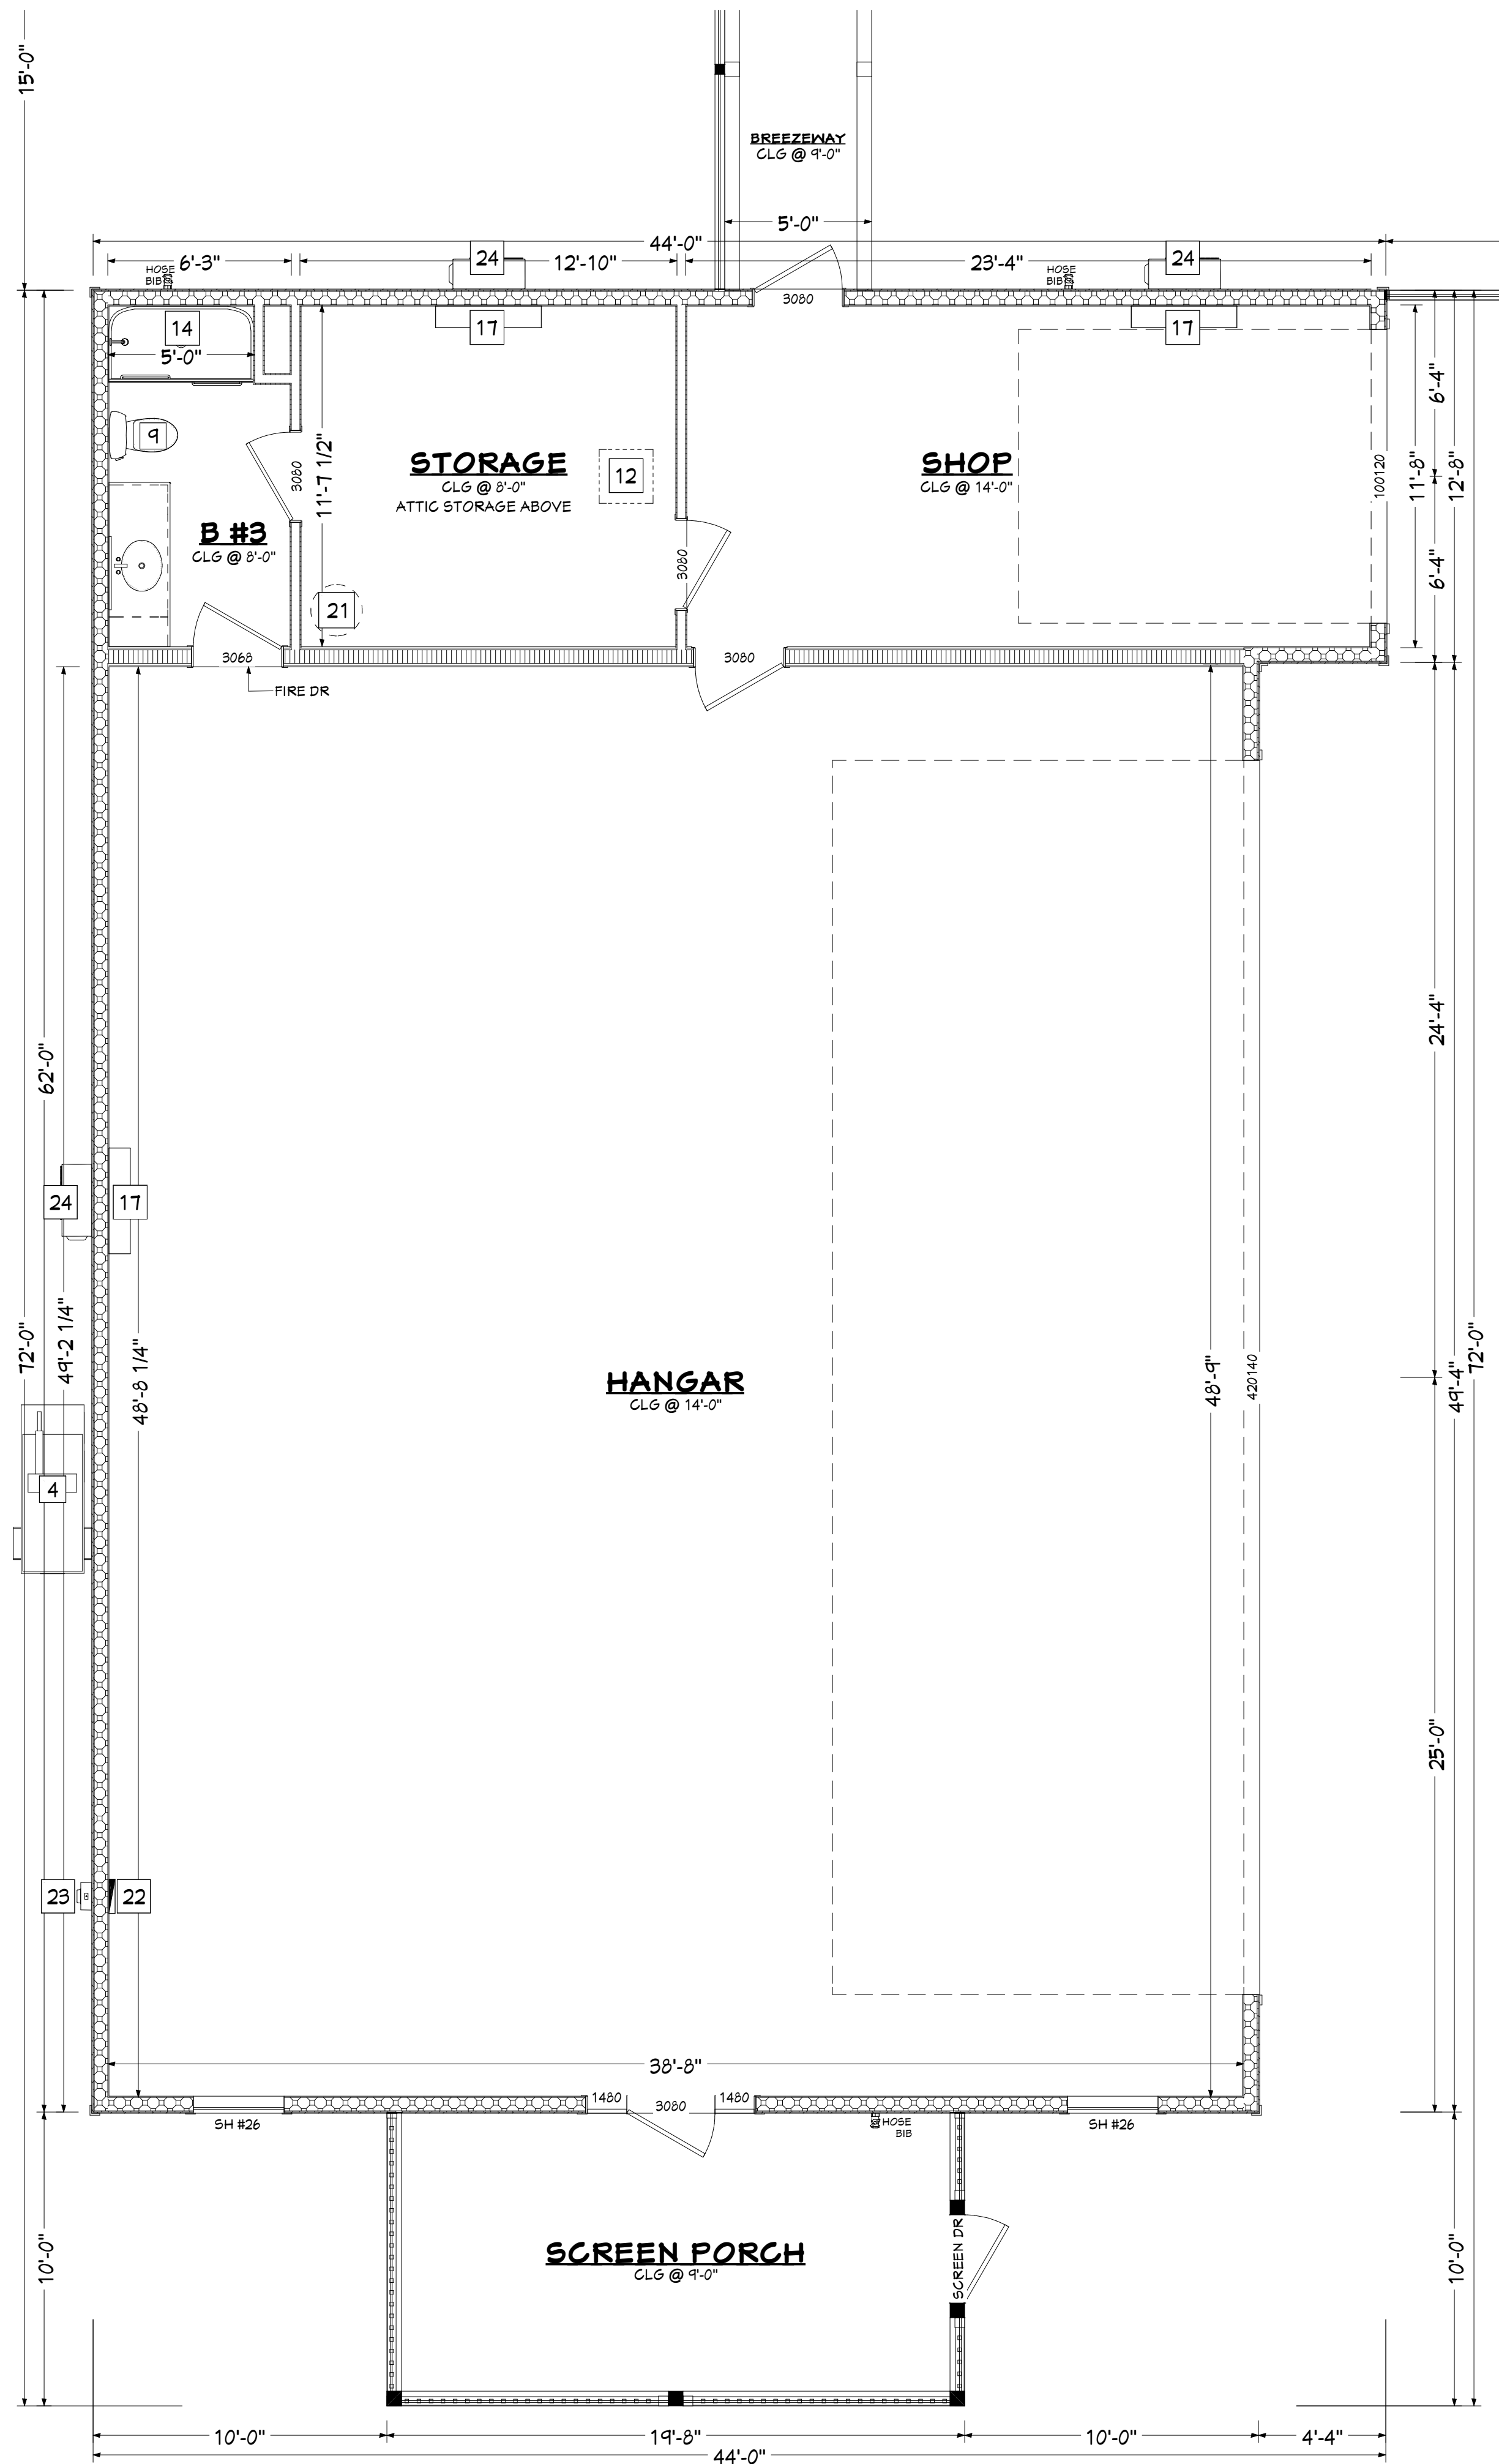 15'-0"
BREEZEWAY
CLG @ 9'-0"
5'-0"
44'-0"
6'-3"
24
12'-10"
23'-4"
24
HOSE
BIB
HOSE
BIB
3080
14
5'-0"
17
17
9
3080
11'-7 1/2"
STORAGE
CLG @ 8'-0"
ATTIC STORAGE ABOVE
12
SHOP
CLG @ 14'-0"
100120
6'-4"
11'-8"
12'-8"
6'-4"
B #3
CLG @ 8'-0"
3080
21
3068
3080
FIRE DR
62'-0"
24'-4"
24
17
72'-0"
49'-2 1/4"
48'-8 1/4"
HANGAR
CLG @ 14'-0"
48'-9"
420140
49'-4"
72'-0"
4
25'-0"
23
22
38'-8"
1480
3080
1480
SH #26
HOSE
BIB
SH #26
10'-0"
SCREEN PORCH
CLG @ 9'-0"
SCREEN DR
10'-0"
10'-0"
19'-8"
10'-0"
4'-4"
44'-0"